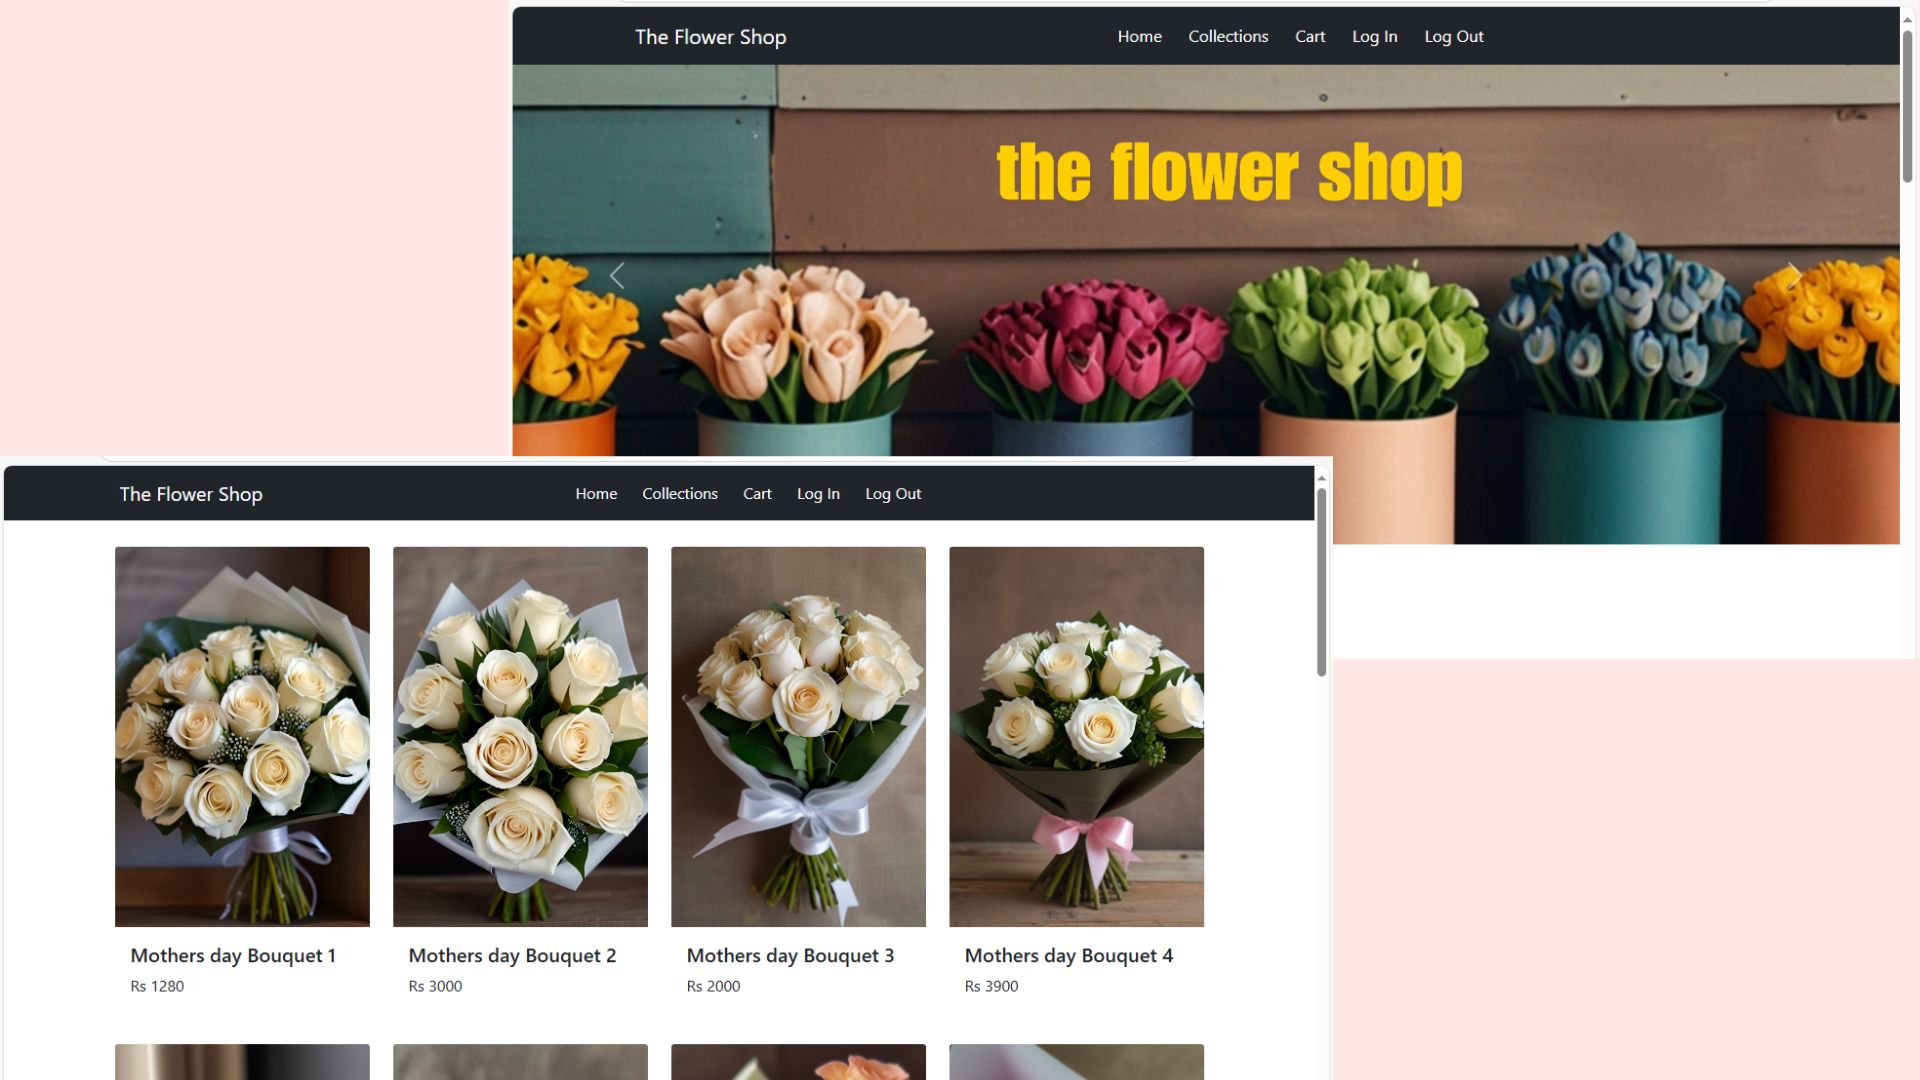 The Flower Shop Home Collections Cart Log In Log Out
the flower shop
The Flower Shop Home Collections Cart Log In Log Out
Mothers day Bouquet 1
Rs 1280
Mothers day Bouquet 2
Rs 3000
Mothers day Bouquet 3
Rs 2000
Mothers day Bouquet 4
Rs 3900